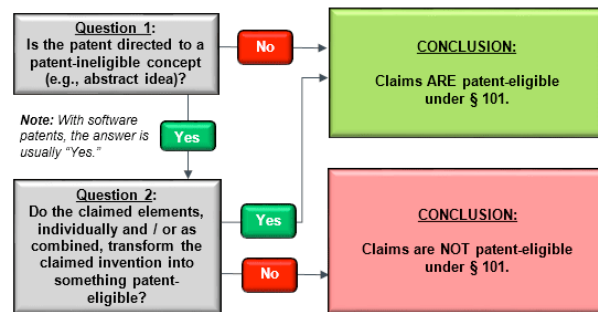 Question 1:
Is the patent directed to a
patent-ineligible concept
(e.g., abstract idea)?
No
CONCLUSION:
Claims ARE patent-eligible
under § 101.
Note: With software
patents, the answer is
usually “Yes.”
Yes
Question 2:
Do the claimed elements,
individually and / or as
combined, transform the
claimed invention into
something patent-
eligible?
Yes
No
CONCLUSION:
Claims are NOT patent-eligible
under § 101.